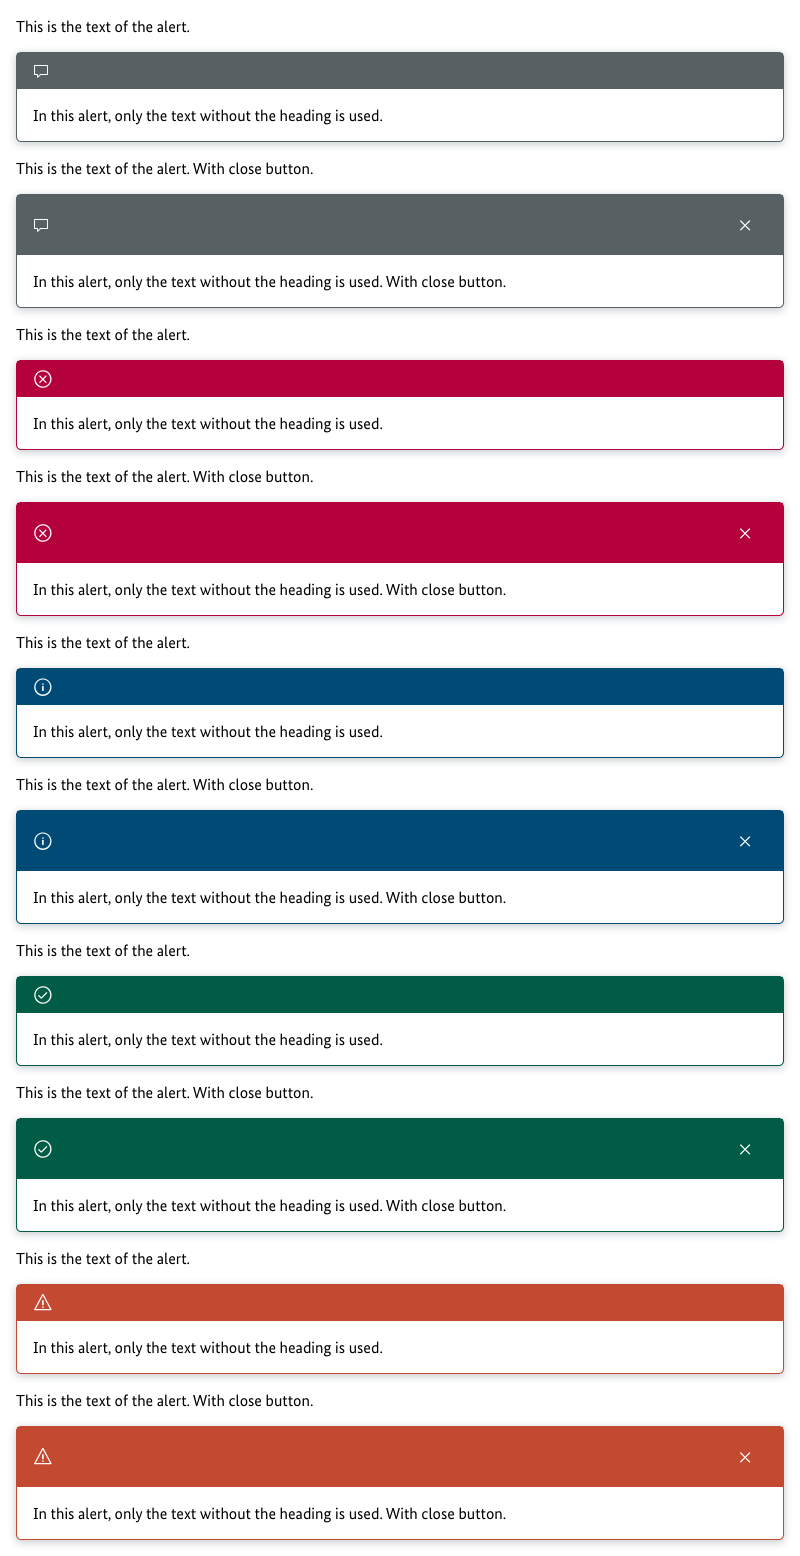 This is the text of the alert.
In this alert, only the text without the heading is used.
This is the text of the alert. With close button.
In this alert, only the text without the heading is used. With close button.
This is the text of the alert.
In this alert, only the text without the heading is used.
This is the text of the alert. With close button.
In this alert, only the text without the heading is used. With close button.
This is the text of the alert.
In this alert, only the text without the heading is used.
This is the text of the alert. With close button.
In this alert, only the text without the heading is used. With close button.
This is the text of the alert.
In this alert, only the text without the heading is used.
This is the text of the alert. With close button.
In this alert, only the text without the heading is used. With close button.
This is the text of the alert.
In this alert, only the text without the heading is used.
This is the text of the alert. With close button.
In this alert, only the text without the heading is used. With close button.